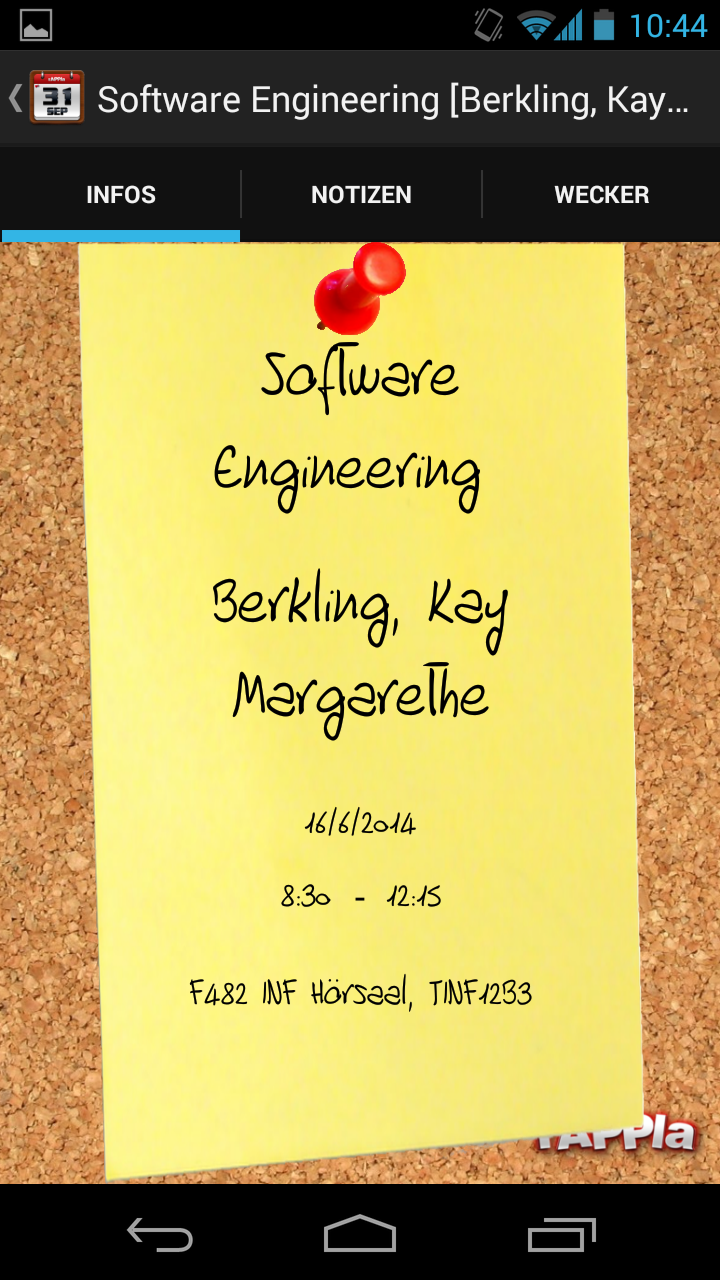 10:44
31
SEP
Software Engineering [Berkling, Kay...
INFOS
NOTIZEN
WECKER
Software
Engineering
Berkling, Kay
Margarethe
16/6/2014
8:30 - 12:15
F482 INF Hörsaal, TINF12B3
tAPPla